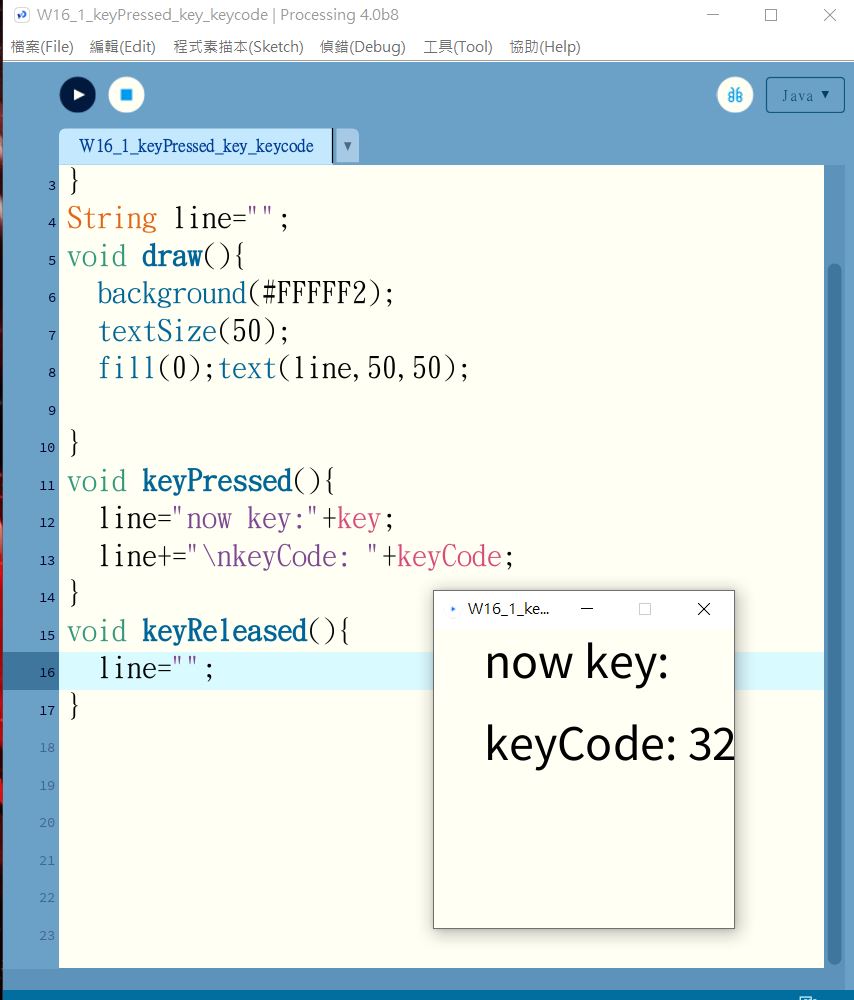 W16_1_keyPressed_key_keycode | Processing 4.0b8
檔案(File) 編輯(Edit) 程式素描本(Sketch) 偵錯(Debug) 工具(Tool) 協助(Help)
Java ▼
W16_1_keyPressed_key_keycode ▼
3 }
4 String line="";
5 void draw(){
6   background(#FFFFF2);
7   textSize(50);
8   fill(0);text(line,50,50);
9
10 }
11 void keyPressed(){
12   line="now key:"+key;
13   line+="\nkeyCode: "+keyCode;
14 }
15 void keyReleased(){
16   line="";
17 }
18
19
20
21
22
23
W16_1_ke...
now key:
keyCode: 32